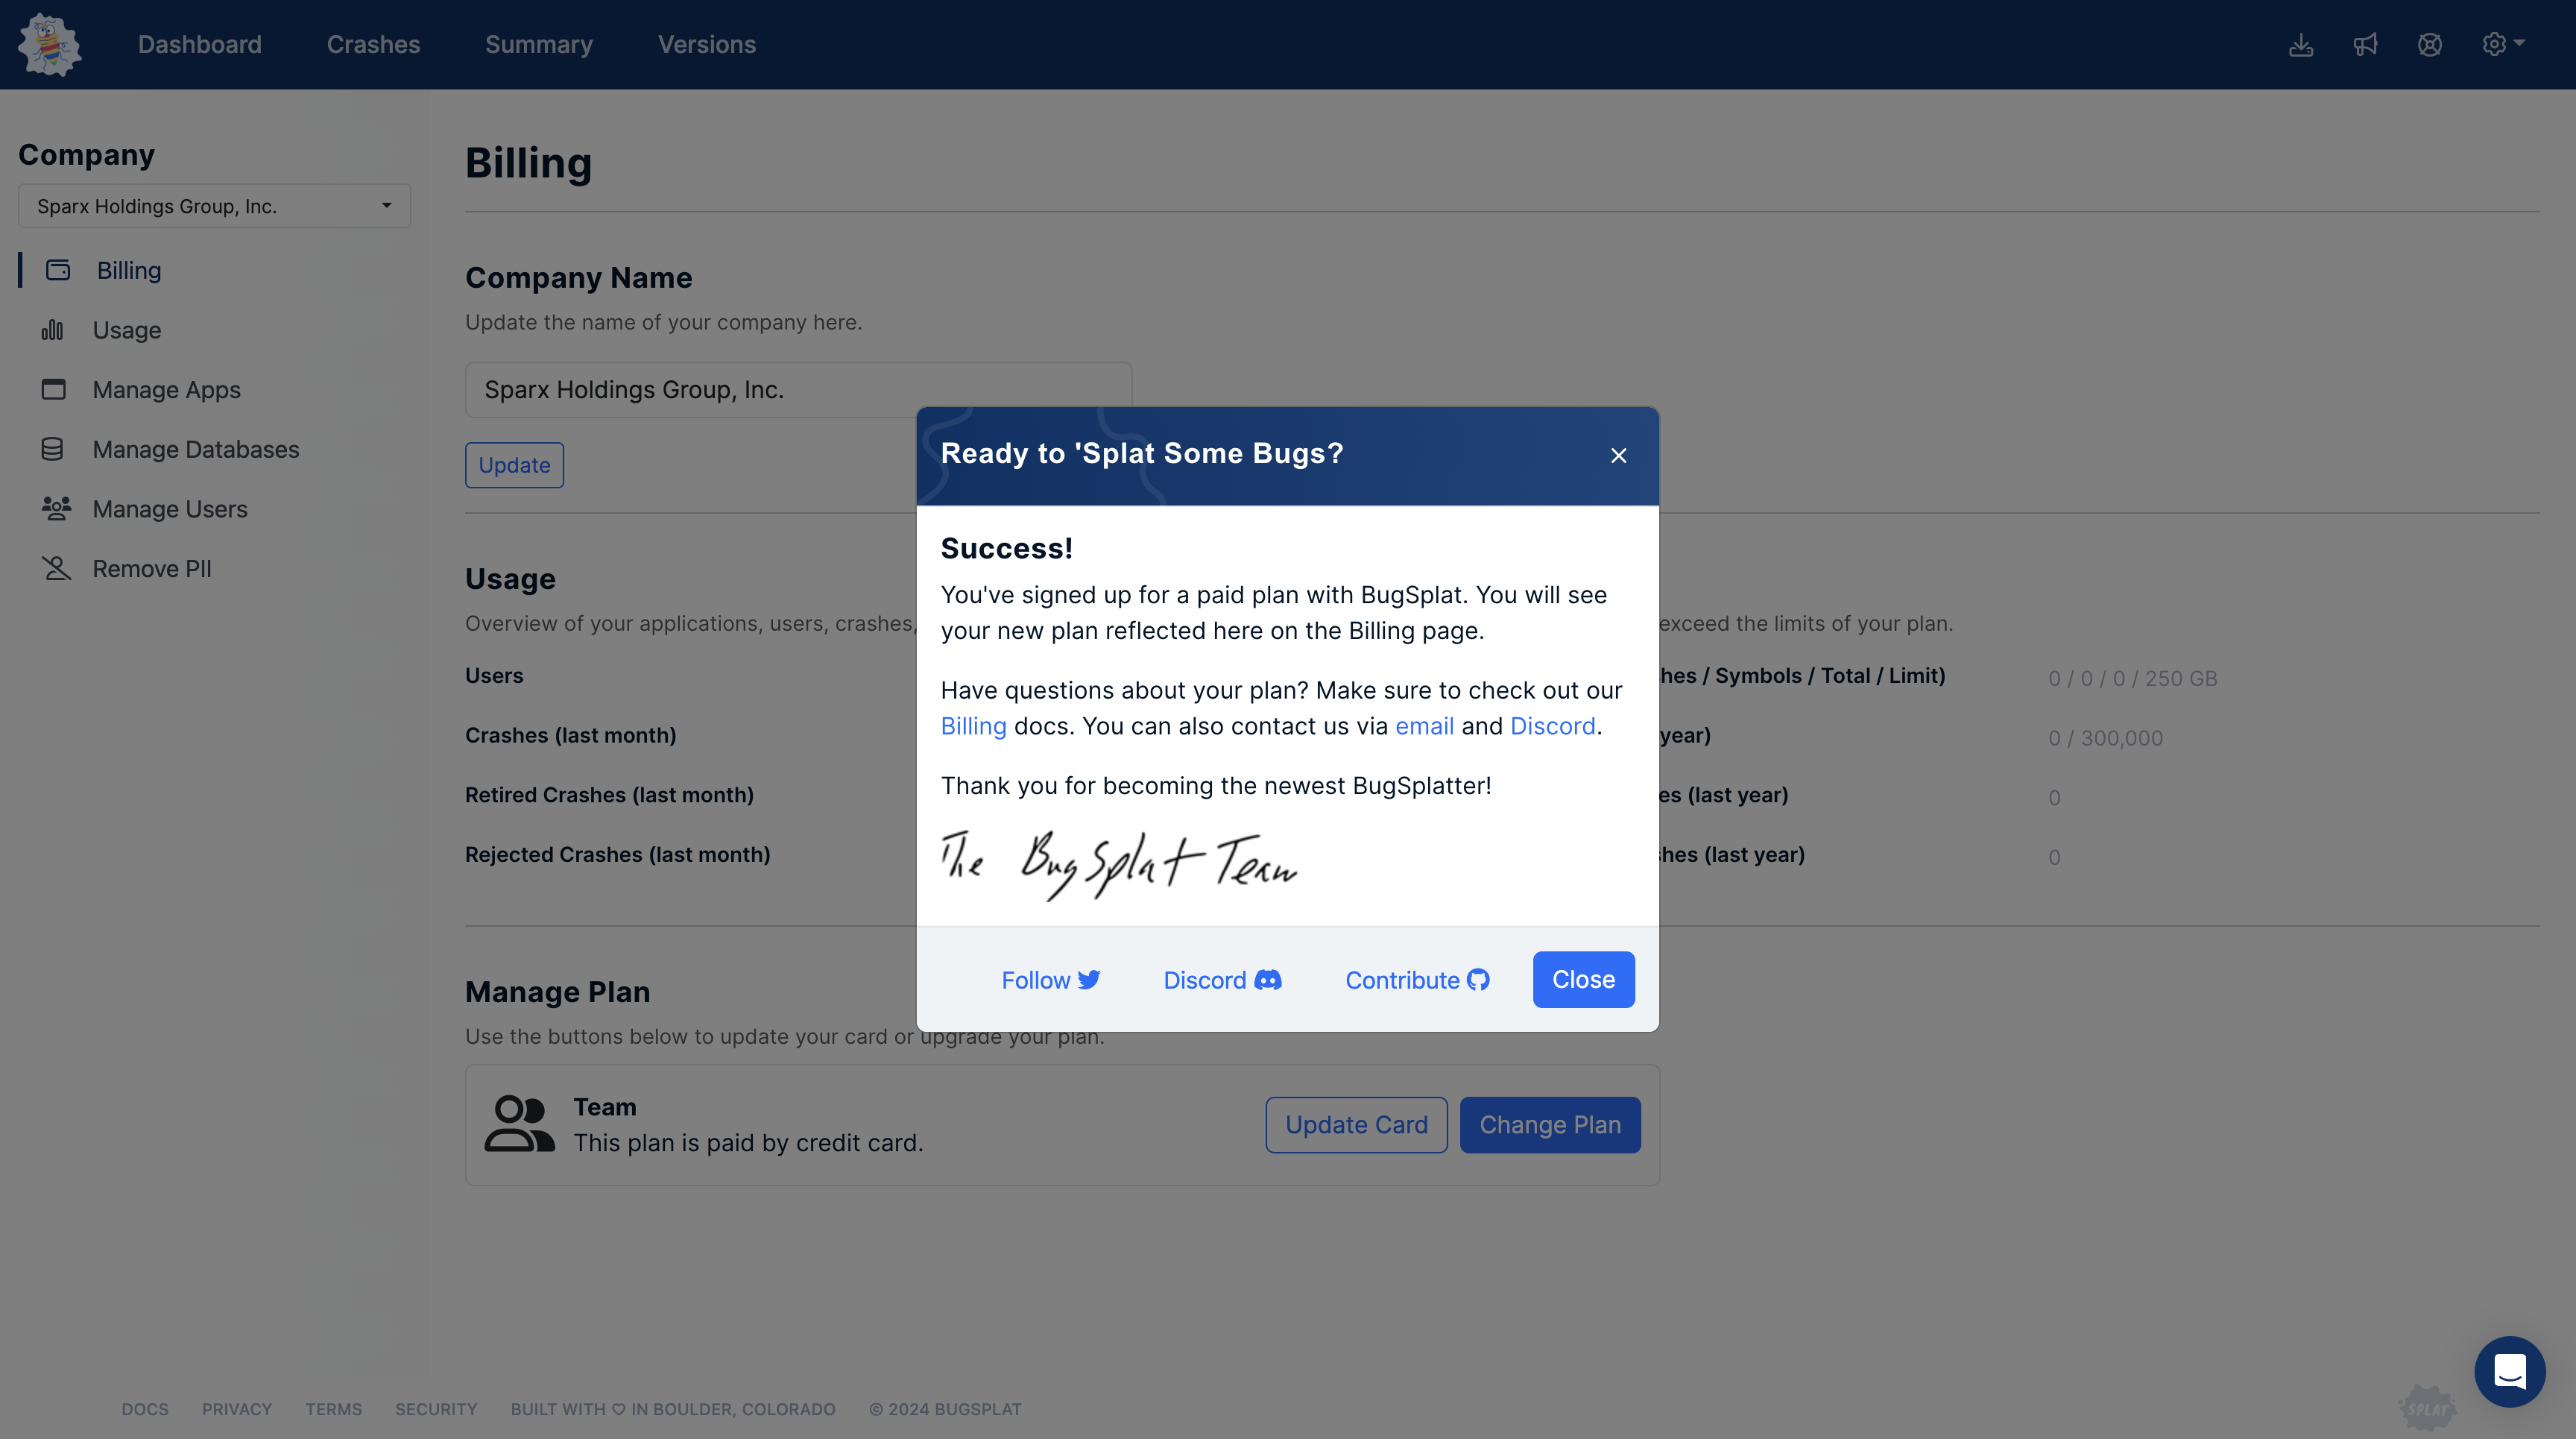 Dashboard Crashes Summary Versions
Company
Sparx Holdings Group, Inc.
Billing
Usage
Manage Apps
Manage Databases
Manage Users
Remove PII
Billing
Company Name
Update the name of your company here.
Sparx Holdings Group, Inc.
Update
Usage
Overview of your applications, users, crashes, exceed the limits of your plan.
Users hes / Symbols / Total / Limit) 0 / 0 / 0 / 250 GB
Crashes (last month) year) 0 / 300,000
Retired Crashes (last month) es (last year) 0
Rejected Crashes (last month) shes (last year) 0
Manage Plan
Use the buttons below to update your card or upgrade your plan.
Team
This plan is paid by credit card.
Update Card Change Plan
Ready to 'Splat Some Bugs?
Success!
You've signed up for a paid plan with BugSplat. You will see
your new plan reflected here on the Billing page.
Have questions about your plan? Make sure to check out our
Billing docs. You can also contact us via email and Discord.
Thank you for becoming the newest BugSplatter!
The BugSplat Team
Follow Discord Contribute Close
DOCS PRIVACY TERMS SECURITY BUILT WITH ♡ IN BOULDER, COLORADO © 2024 BUGSPLAT
SPLAT